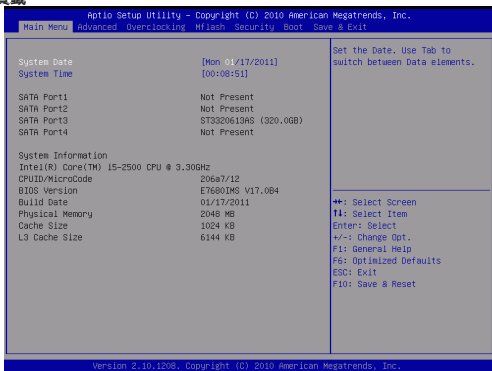 Aptio Setup Utility – Copyright (C) 2010 American Megatrends, Inc.
Main Menu Advanced Overclocking Mflash Security Boot Save & Exit
System Date [Mon 01/17/2011]
System Time [00:08:51]
SATA Port1 Not Present
SATA Port2 Not Present
SATA Port3 ST3320613AS (320.0GB)
SATA Port4 Not Present
System Information
Intel(R) Core(TM) i5-2500 CPU @ 3.30GHz
CPUID/MicroCode 206a7/12
BIOS Version E7680IMS V17.0B4
Build Date 01/17/2011
Physical Memory 2048 MB
Cache Size 1024 KB
L3 Cache Size 6144 KB
Set the Date. Use Tab to
switch between Data elements.
→←: Select Screen
↑↓: Select Item
Enter: Select
+/-: Change Opt.
F1: General Help
F6: Optimized Defaults
ESC: Exit
F10: Save & Reset
Version 2.10.1208. Copyright (C) 2010 American Megatrends, Inc.